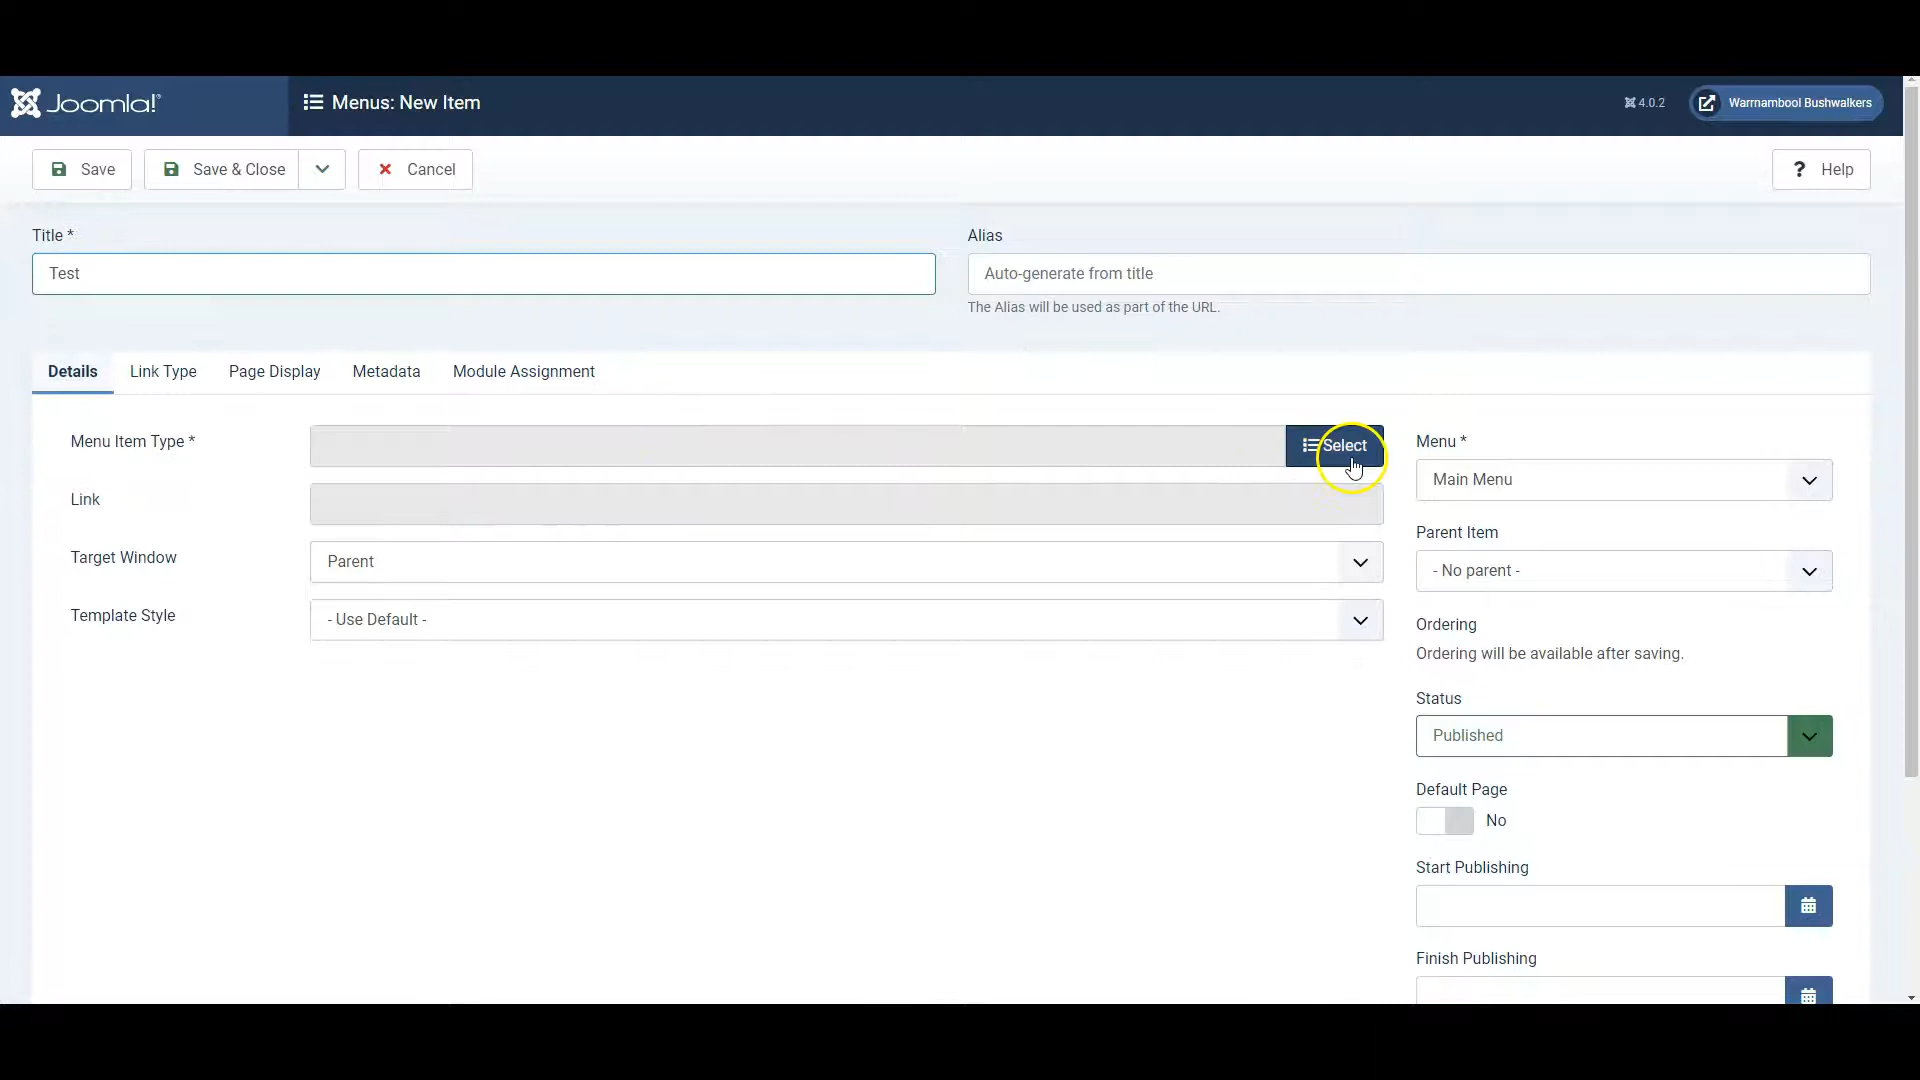 Joomla!®
Menus: New Item
4.0.2
Warrnambool Bushwalkers
Save
Save & Close
Cancel
? Help
Title *
Alias
Test
Auto-generate from title
The Alias will be used as part of the URL.
Details
Link Type
Page Display
Metadata
Module Assignment
Menu Item Type *
Select
Menu *
Main Menu
Link
Parent Item
Target Window
Parent
- No parent -
Template Style
- Use Default -
Ordering
Ordering will be available after saving.
Status
Published
Default Page
No
Start Publishing
Finish Publishing